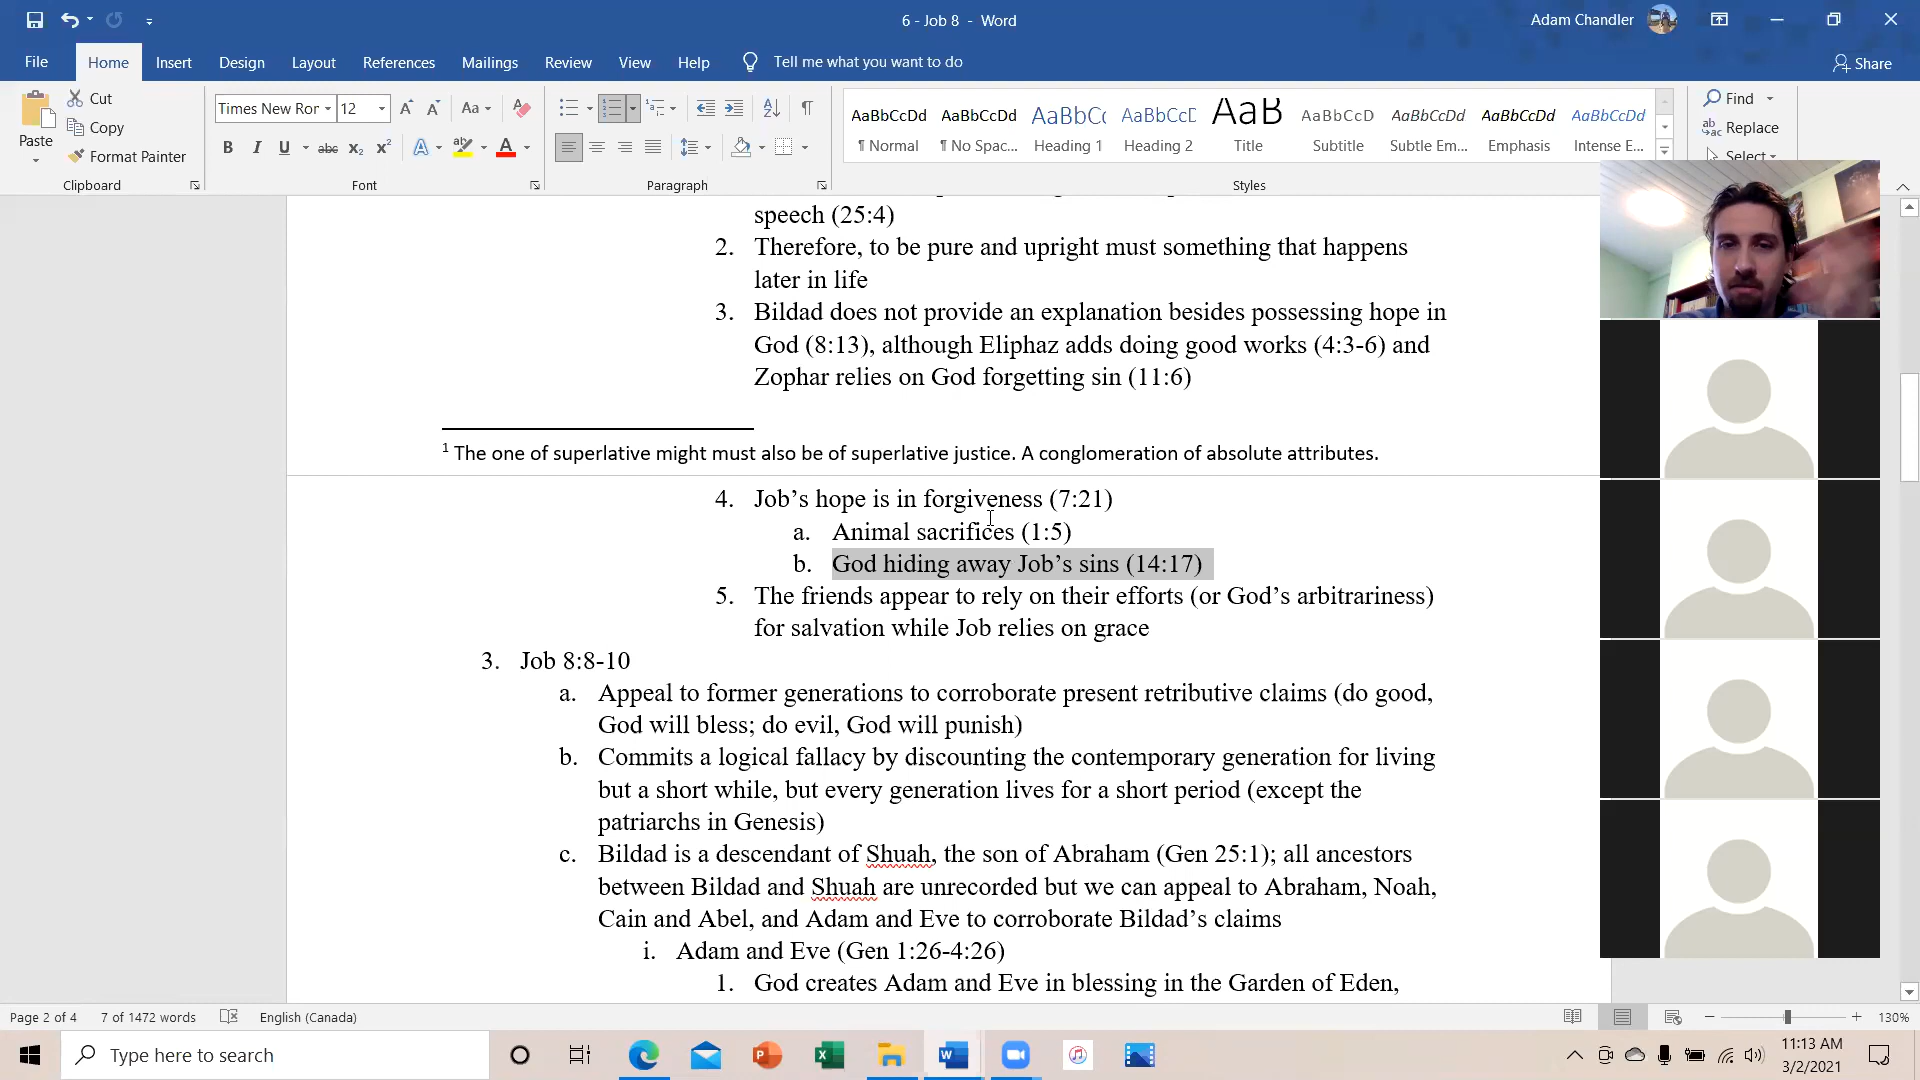 6 - Job 8 - Word
Adam Chandler
File Home Insert Design Layout References Mailings Review View Help Tell me what you want to do
Share
Paste
Cut
Copy
Format Painter
Clipboard
Times New Ror 12
Font
Paragraph
AaBbCcDd AaBbCcDd AaBbCc AaBbCcD AaB AaBbCcD AaBbCcDd AaBbCcDd AaBbCcDd
¶ Normal ¶ No Spac... Heading 1 Heading 2 Title Subtitle Subtle Em... Emphasis Intense E...
Styles
Find
Replace
Select
speech (25:4)
2. Therefore, to be pure and upright must something that happens
later in life
3. Bildad does not provide an explanation besides possessing hope in
God (8:13), although Eliphaz adds doing good works (4:3-6) and
Zophar relies on God forgetting sin (11:6)
1 The one of superlative might must also be of superlative justice. A conglomeration of absolute attributes.
4. Job's hope is in forgiveness (7:21)
a. Animal sacrifices (1:5)
b. God hiding away Job's sins (14:17)
5. The friends appear to rely on their efforts (or God's arbitrariness)
for salvation while Job relies on grace
3. Job 8:8-10
a. Appeal to former generations to corroborate present retributive claims (do good,
God will bless; do evil, God will punish)
b. Commits a logical fallacy by discounting the contemporary generation for living
but a short while, but every generation lives for a short period (except the
patriarchs in Genesis)
c. Bildad is a descendant of Shuah, the son of Abraham (Gen 25:1); all ancestors
between Bildad and Shuah are unrecorded but we can appeal to Abraham, Noah,
Cain and Abel, and Adam and Eve to corroborate Bildad's claims
i. Adam and Eve (Gen 1:26-4:26)
1. God creates Adam and Eve in blessing in the Garden of Eden,
Page 2 of 4 7 of 1472 words English (Canada) 130%
Type here to search
11:13 AM
3/2/2021